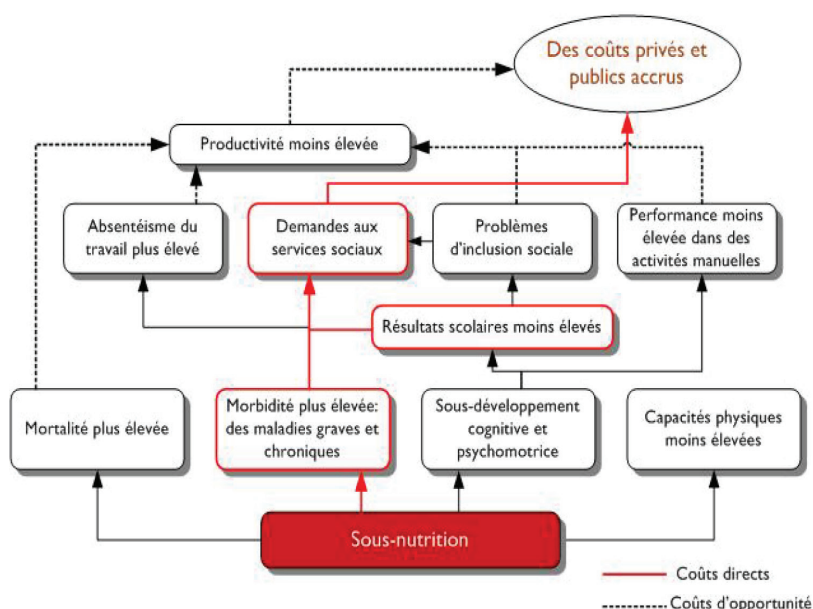 Des coûts privés et
publics accrus
Productivité moins élevée
Absentéisme du
travail plus élevé
Demandes aux
services sociaux
Problèmes
d'inclusion sociale
Performance moins
élevée dans des
activités manuelles
Résultats scolaires moins élevés
Mortalité plus élevée
Morbidité plus élevée:
des maladies graves et
chroniques
Sous-développement
cognitive et
psychomotrice
Capacités physiques
moins élevées
Sous-nutrition
Coûts directs
Coûts d'opportunité